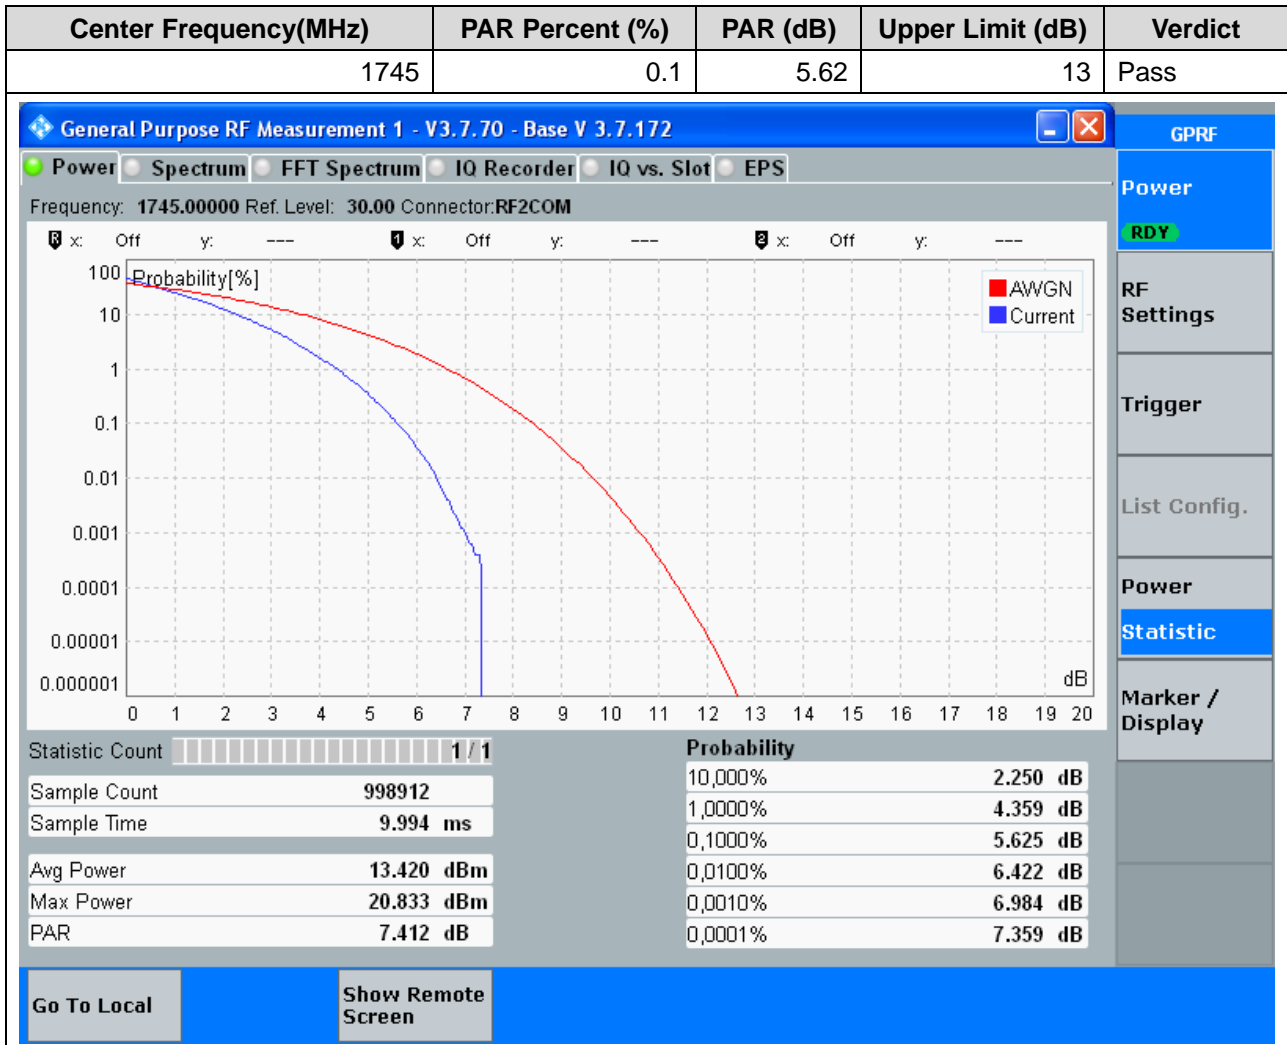 Center Frequency(MHz) PAR Percent (%) PAR (dB) Upper Limit (dB) Verdict
1745 0.1 5.62 13 Pass
General Purpose RF Measurement 1 - V3.7.70 - Base V 3.7.172
Power Spectrum FFT Spectrum IQ Recorder IQ vs. Slot EPS
Frequency: 1745.00000 Ref. Level: 30.00 Connector:RF2COM
R x: Off y: --- 1 x: Off y: --- 2 x: Off y: ---
Probability[%]
AWGN
Current
100
10
1
0.1
0.01
0.001
0.0001
0.00001
0.000001
dB
0 1 2 3 4 5 6 7 8 9 10 11 12 13 14 15 16 17 18 19 20
Statistic Count 1 / 1
Sample Count 998912
Sample Time 9.994 ms
Avg Power 13.420 dBm
Max Power 20.833 dBm
PAR 7.412 dB
Probability
10,000% 2.250 dB
1,0000% 4.359 dB
0,1000% 5.625 dB
0,0100% 6.422 dB
0,0010% 6.984 dB
0,0001% 7.359 dB
GPRF
Power
RDY
RF
Settings
Trigger
List Config.
Power
Statistic
Marker /
Display
Go To Local
Show Remote
Screen